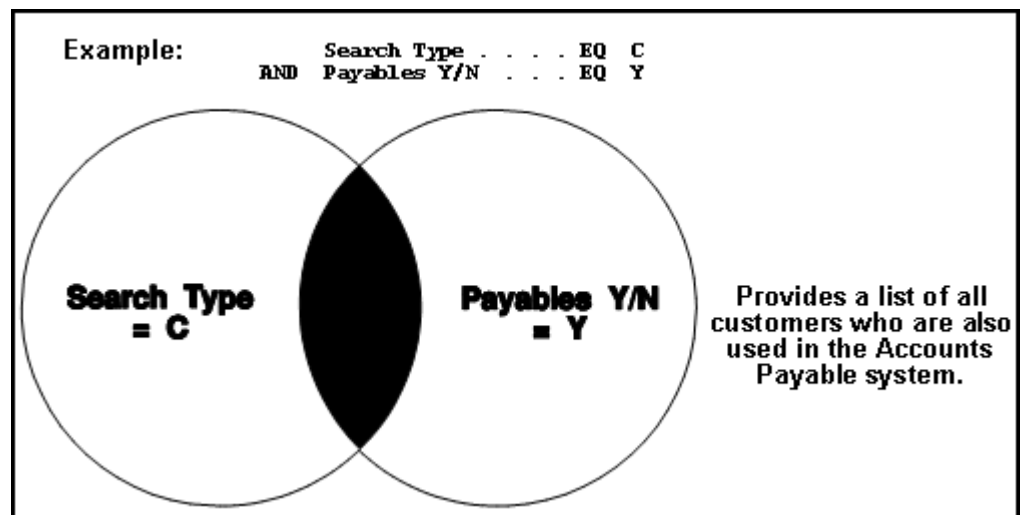 Example:
Search Type . . . . EQ C
AND Payables Y/N . . . EQ Y
Search Type
= C
Payables Y/N
= Y
Provides a list of all
customers who are also
used in the Accounts
Payable system.